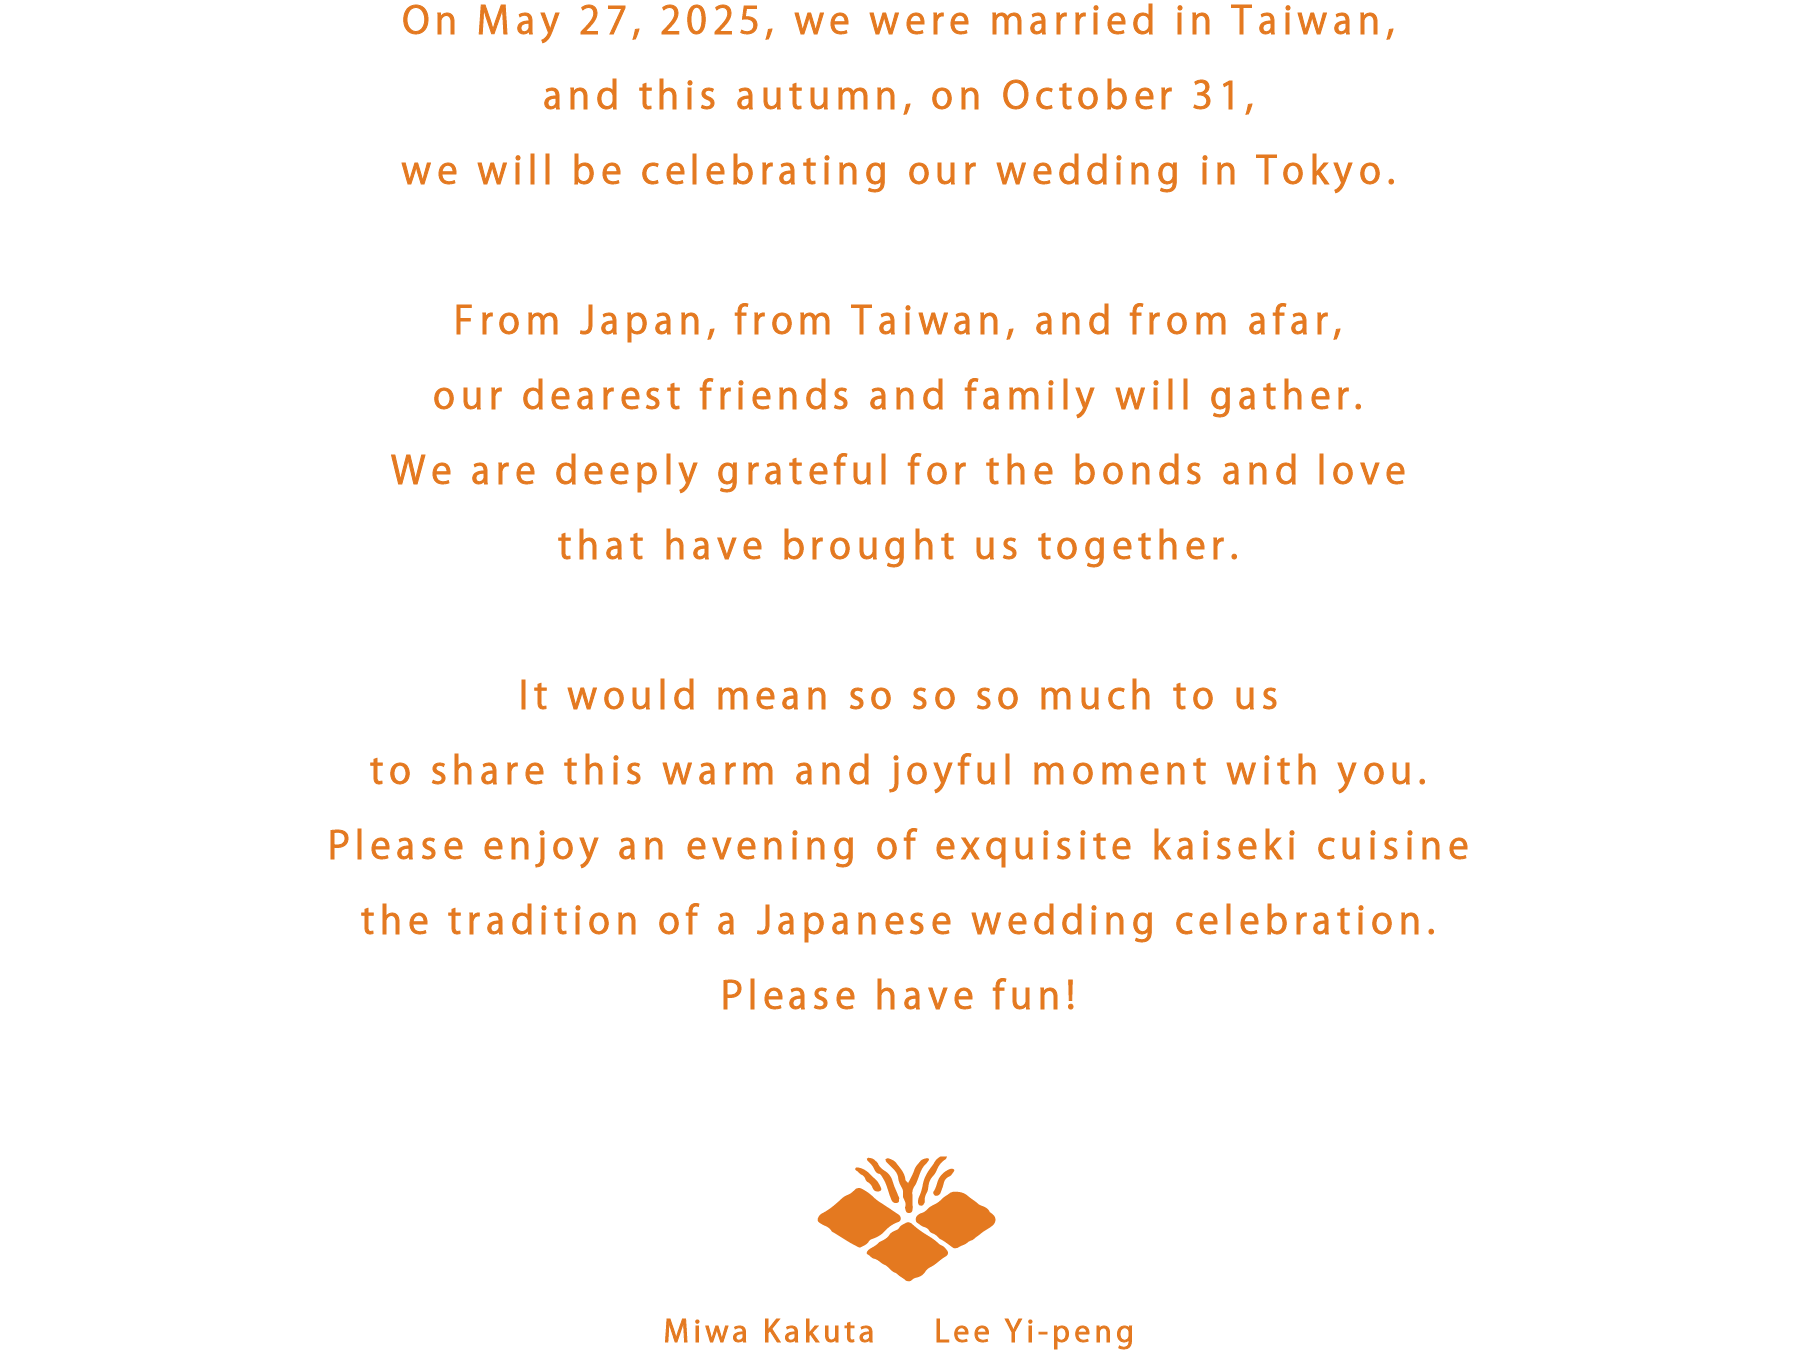 On May 27, 2025, we were married in Taiwan,
and this autumn, on October 31,
we will be celebrating our wedding in Tokyo.
From Japan, from Taiwan, and from afar,
our dearest friends and family will gather.
We are deeply grateful for the bonds and love
that have brought us together.
It would mean so so so much to us
to share this warm and joyful moment with you.
Please enjoy an evening of exquisite kaiseki cuisine
the tradition of a Japanese wedding celebration.
Please have fun!
Miwa Kakuta Lee Yi-peng